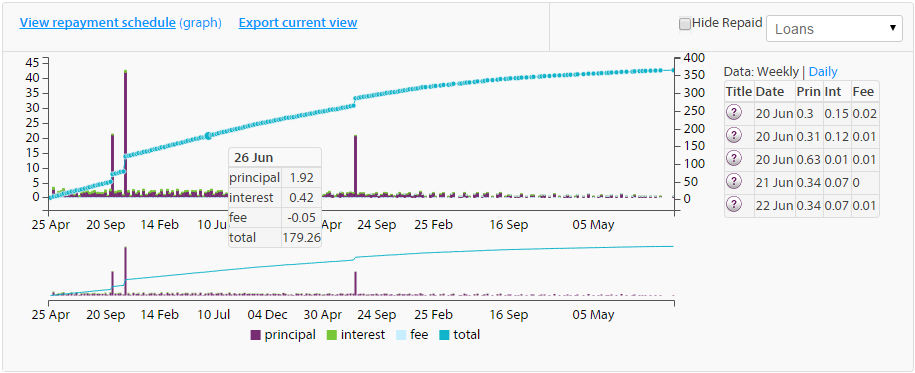 View repayment schedule (graph) Export current view
Hide Repaid Loans
45
40
35
30
25
20
15
10
5
0
400
350
300
250
200
150
100
50
0
26 Jun
principal 1.92
interest 0.42
fee -0.05
total 179.26
25 Apr 20 Sep 14 Feb 10 Jul 24 Sep 25 Feb 16 Sep 05 May
25 Apr 20 Sep 14 Feb 10 Jul 04 Dec 30 Apr 24 Sep 25 Feb 16 Sep 05 May
principal interest fee total
Data: Weekly | Daily
Title Date Prin Int Fee
? 20 Jun 0.3 0.15 0.02
? 20 Jun 0.31 0.12 0.01
? 20 Jun 0.63 0.01 0.01
? 21 Jun 0.34 0.07 0
? 22 Jun 0.34 0.07 0.01